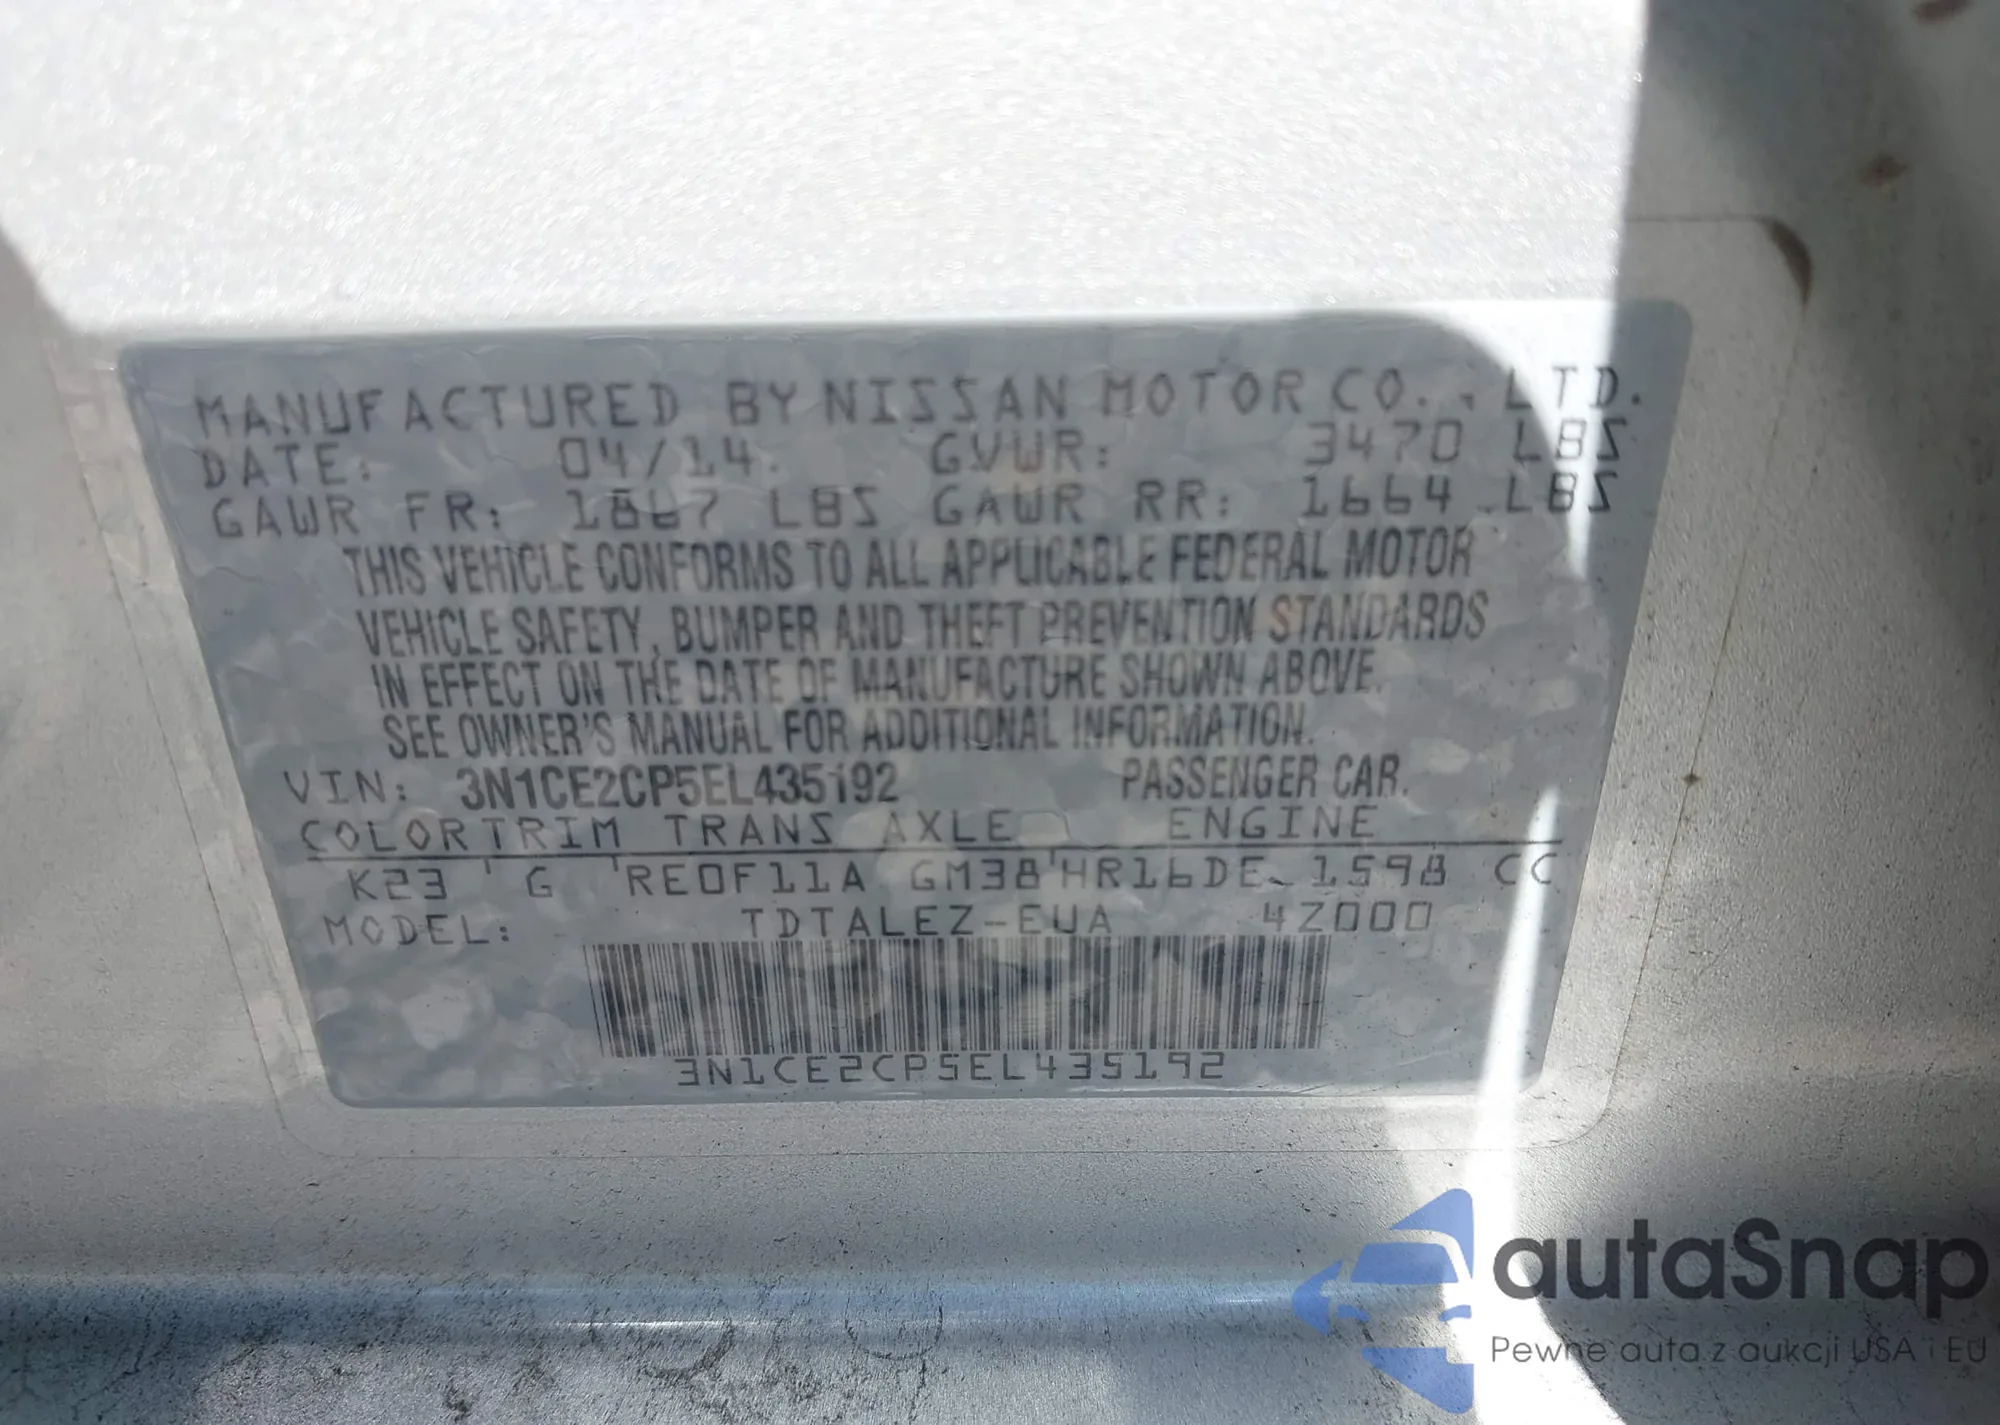 MANUFACTURED BY NISSAN MOTOR CO., LTD.
DATE: 04/14 GVWR: 3470 LBS
GAWR FR: 1867 LBS GAWR RR: 1664 LBS
THIS VEHICLE CONFORMS TO ALL APPLICABLE FEDERAL MOTOR
VEHICLE SAFETY, BUMPER AND THEFT PREVENTION STANDARDS
IN EFFECT ON THE DATE OF MANUFACTURE SHOWN ABOVE.
SEE OWNER'S MANUAL FOR ADDITIONAL INFORMATION.
VIN: 3N1CE2CP5EL435192 PASSENGER CAR.
COLOR TRIM TRANS AXLE ENGINE
K23 G RE0F11A GM38 HR16DE 1598 CC
MODEL: TDTALEZ-EUA 4Z000
3N1CE2CP5EL435192
autaSnap
Pewne auta z aukcji USA i EU